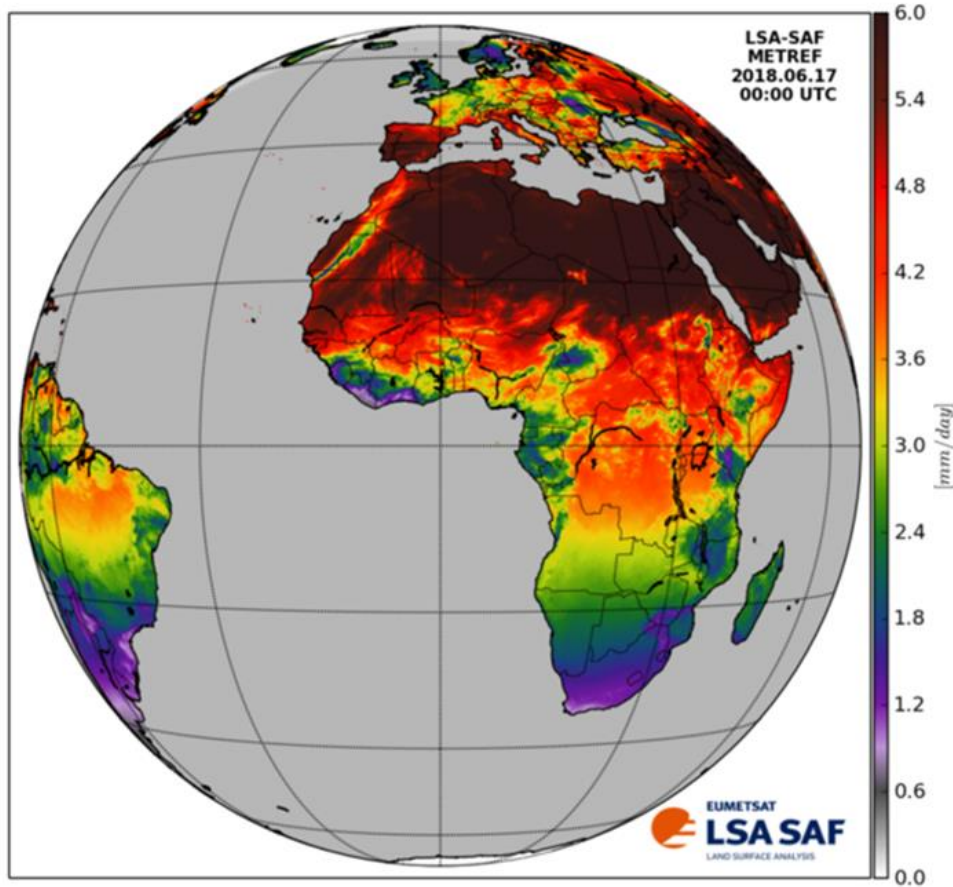 LSA-SAF
METREF
2018.06.17
00:00 UTC
6.0
5.4
4.8
4.2
3.6
3.0
2.4
1.8
1.2
0.6
0.0
[mm/day]
EUMETSAT
LSA SAF
LAND SURFACE ANALYSIS